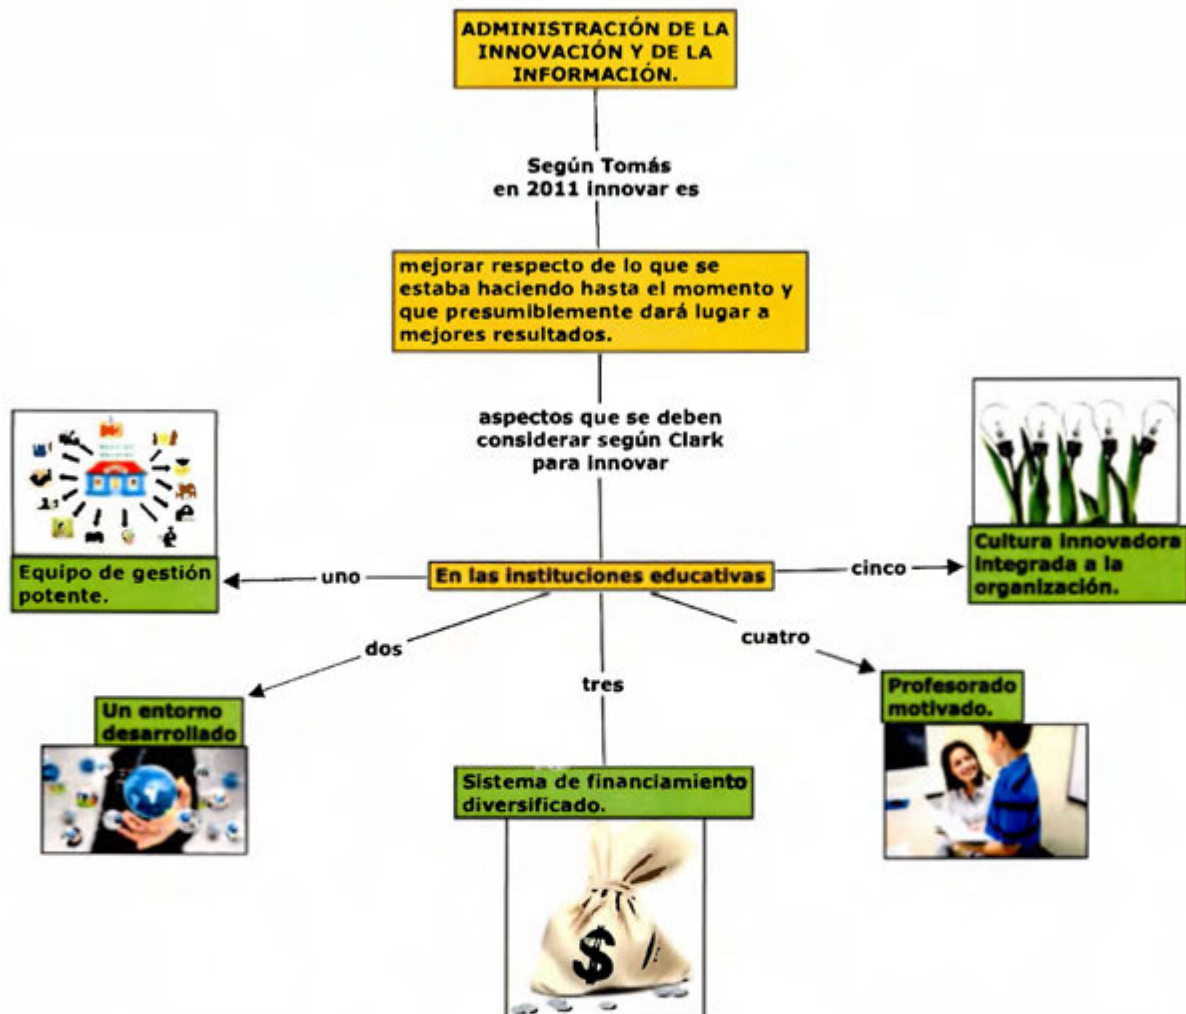 ADMINISTRACIÓN DE LA
INNOVACIÓN Y DE LA
INFORMACIÓN.
Según Tomás
en 2011 innovar es
mejorar respecto de lo que se
estaba haciendo hasta el momento y
que presumiblemente dará lugar a
mejores resultados.
aspectos que se deben
considerar según Clark
para innovar
En las instituciones educativas
uno
Equipo de gestión
potente.
dos
Un entorno
desarrollado
tres
Sistema de financiamiento
diversificado.
$
cuatro
Profesorado
motivado.
cinco
Cultura innovadora
integrada a la
organización.